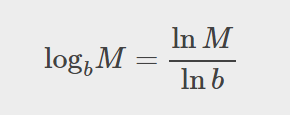 log_b M = ln M / ln b